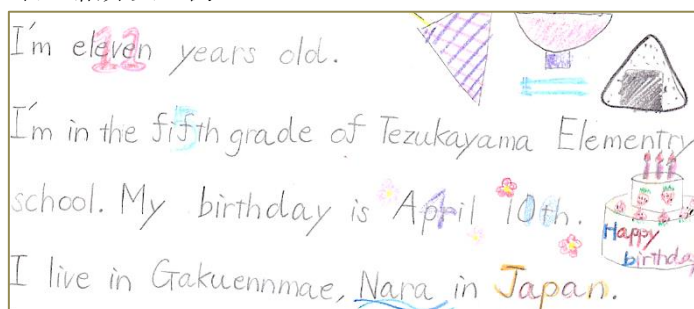 I'm eleven years old.
I'm in the fifth grade of Tezukayama Elementry
school. My birthday is April 10th.
Happy
birthday
I live in Gakuennmae, Nara in Japan.